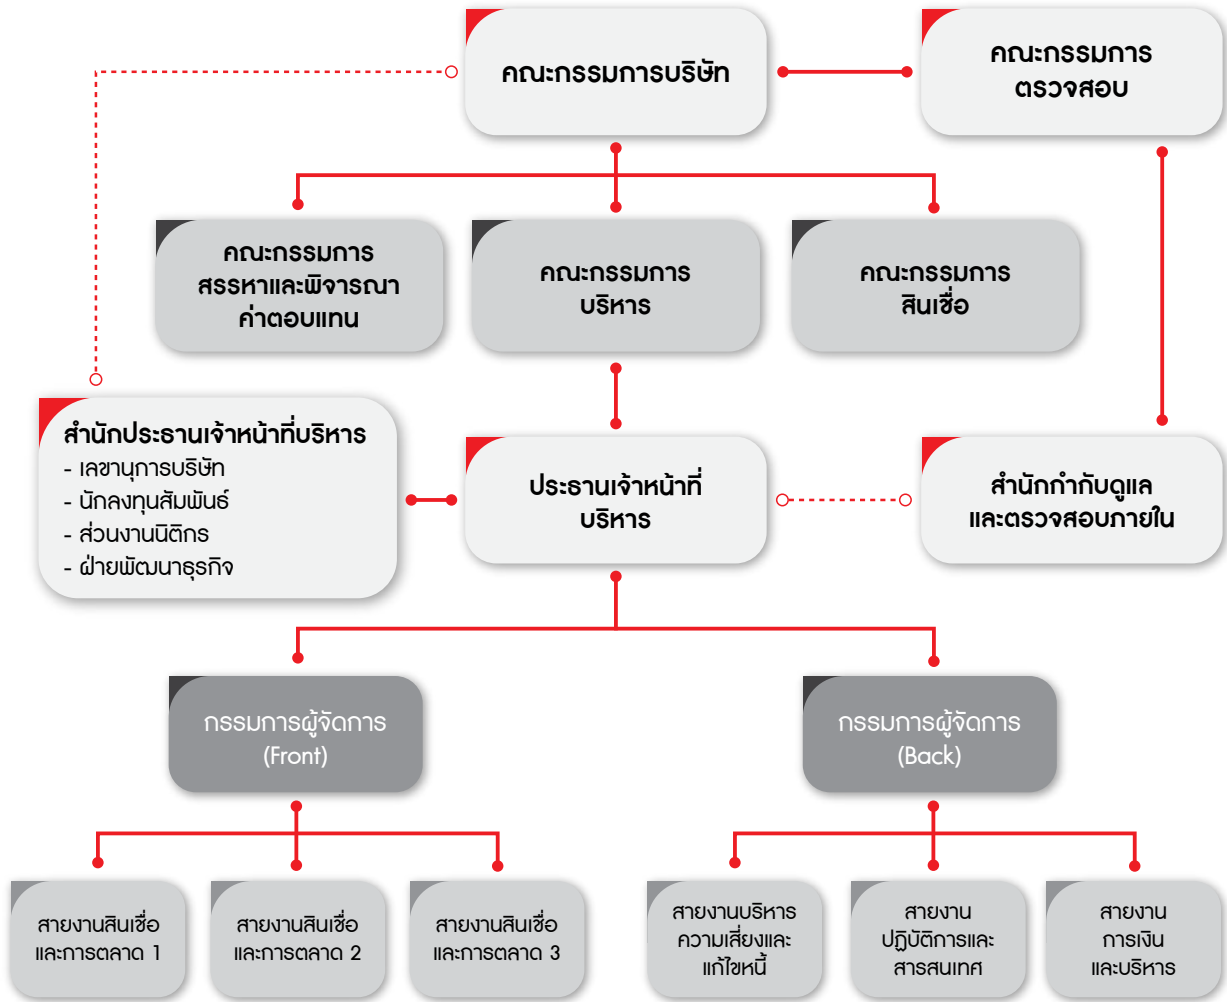 คณะกรรมการบริษัท
คณะกรรมการ
ตรวจสอบ
คณะกรรมการ
สรรหาและพิจารณา
ค่าตอบแทน
คณะกรรมการ
บริหาร
คณะกรรมการ
สินเชื่อ
สำนักประธานเจ้าหน้าที่บริหาร
- เลขานุการบริษัท
- นักลงทุนสัมพันธ์
- ส่วนงานนิติกร
- ฝ่ายพัฒนาธุรกิจ
ประธานเจ้าหน้าที่
บริหาร
สำนักกำกับดูแล
และตรวจสอบภายใน
กรรมการผู้จัดการ
(Front)
กรรมการผู้จัดการ
(Back)
สายงานสินเชื่อ
และการตลาด 1
สายงานสินเชื่อ
และการตลาด 2
สายงานสินเชื่อ
และการตลาด 3
สายงานบริหาร
ความเสี่ยงและ
แก้ไขหนี้
สายงาน
ปฏิบัติการและ
สารสนเทศ
สายงาน
การเงิน
และบริหาร